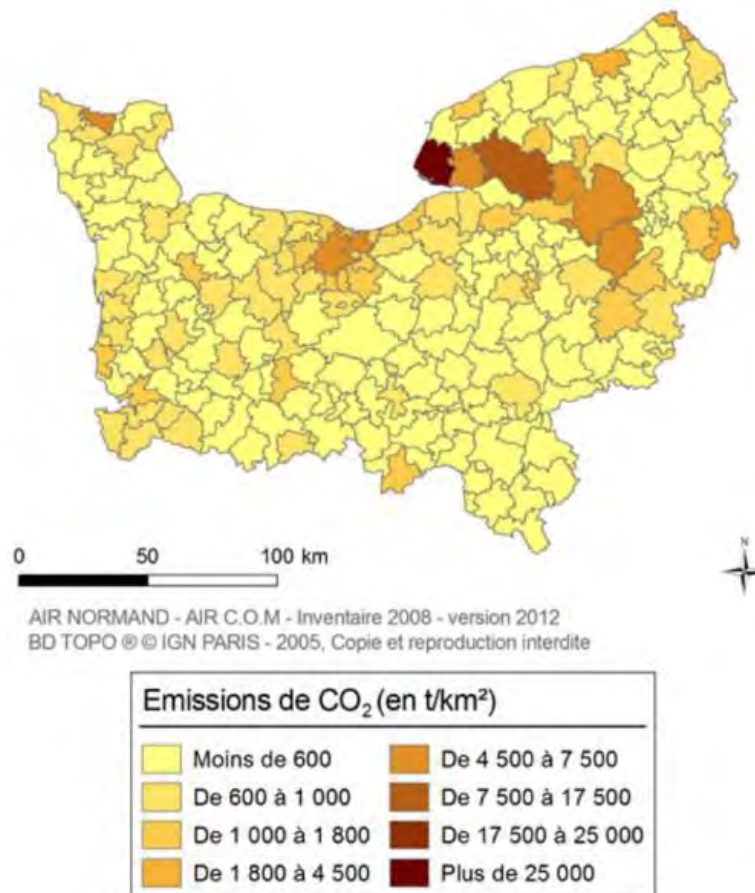 N
0 50 100 km
AIR NORMAND - AIR C.O.M - Inventaire 2008 - version 2012
BD TOPO ® © IGN PARIS - 2005, Copie et reproduction interdite
Emissions de CO₂ (en t/km²)
Moins de 600
De 600 à 1 000
De 1 000 à 1 800
De 1 800 à 4 500
De 4 500 à 7 500
De 7 500 à 17 500
De 17 500 à 25 000
Plus de 25 000